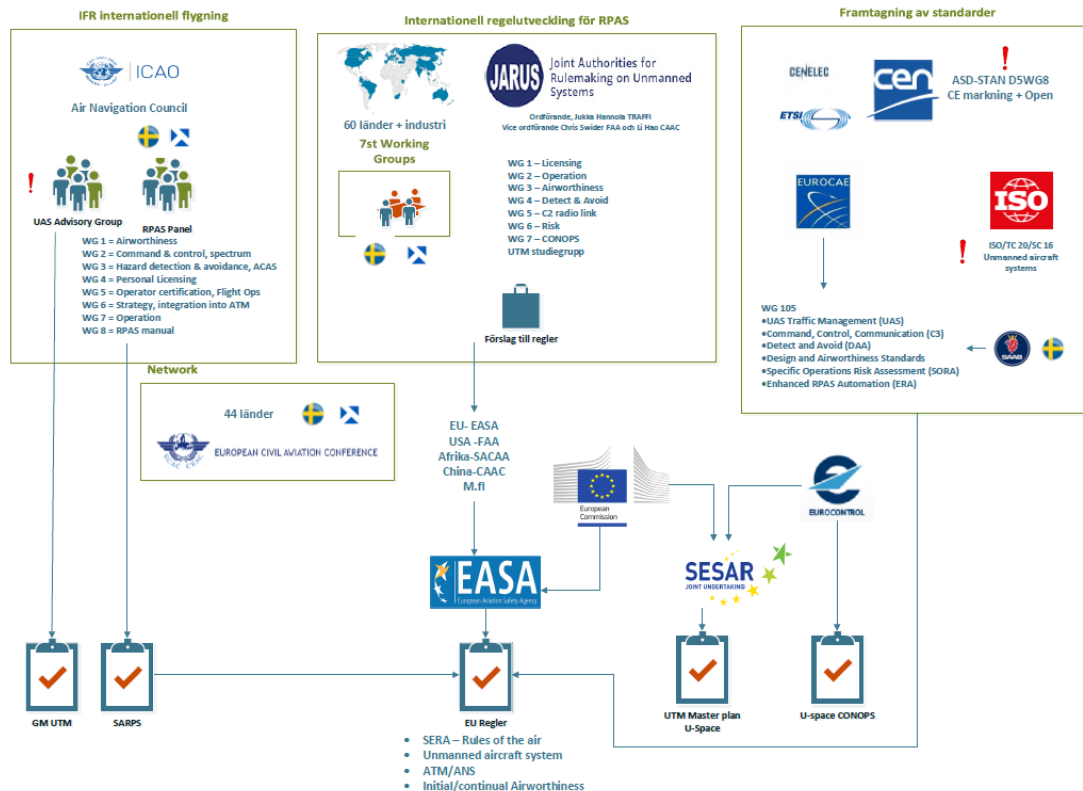 IFR internationell flygning
ICAO
Air Navigation Council
!
UAS Advisory Group
RPAS Panel
WG 1 = Airworthiness
WG 2 = Command & control, spectrum
WG 3 = Hazard detection & avoidance, ACAS
WG 4 = Personal Licensing
WG 5 = Operator certification, Flight Ops
WG 6 = Strategy, integration into ATM
WG 7 = Operation
WG 8 = RPAS manual
Network
44 länder
ECAC CEAC
EUROPEAN CIVIL AVIATION CONFERENCE
Internationell regelutveckling för RPAS
60 länder + industri
7st Working
Groups
JARUS
Joint Authorities for
Rulemaking on Unmanned
Systems
Ordförande, Jukka Hannola TRAFFI
Vice ordförande Chris Swider FAA och Li Hao CAAC
WG 1 – Licensing
WG 2 – Operation
WG 3 – Airworthiness
WG 4 – Detect & Avoid
WG 5 – C2 radio link
WG 6 – Risk
WG 7 – CONOPS
UTM studiegrupp
Förslag till regler
EU- EASA
USA -FAA
Afrika-SACAA
China-CAAC
M.fl
Framtagning av standarder
CENELEC
cen
ETSI
!
ASD-STAN D5WG8
CE markning + Open
EUROCAE
ISO
!
ISO/TC 20/SC 16
Unmanned aircraft
systems
WG 105
•UAS Traffic Management (UAS)
•Command, Control, Communication (C3)
•Detect and Avoid (DAA)
•Design and Airworthiness Standards
•Specific Operations Risk Assessment (SORA)
•Enhanced RPAS Automation (ERA)
SAAB
European
Commission
EUROCONTROL
EASA
European Aviation Safety Agency
SESAR
JOINT UNDERTAKING
GM UTM
SARPS
EU Regler
• SERA – Rules of the air
• Unmanned aircraft system
• ATM/ANS
• Initial/continual Airworthiness
UTM Master plan
U-Space
U-space CONOPS